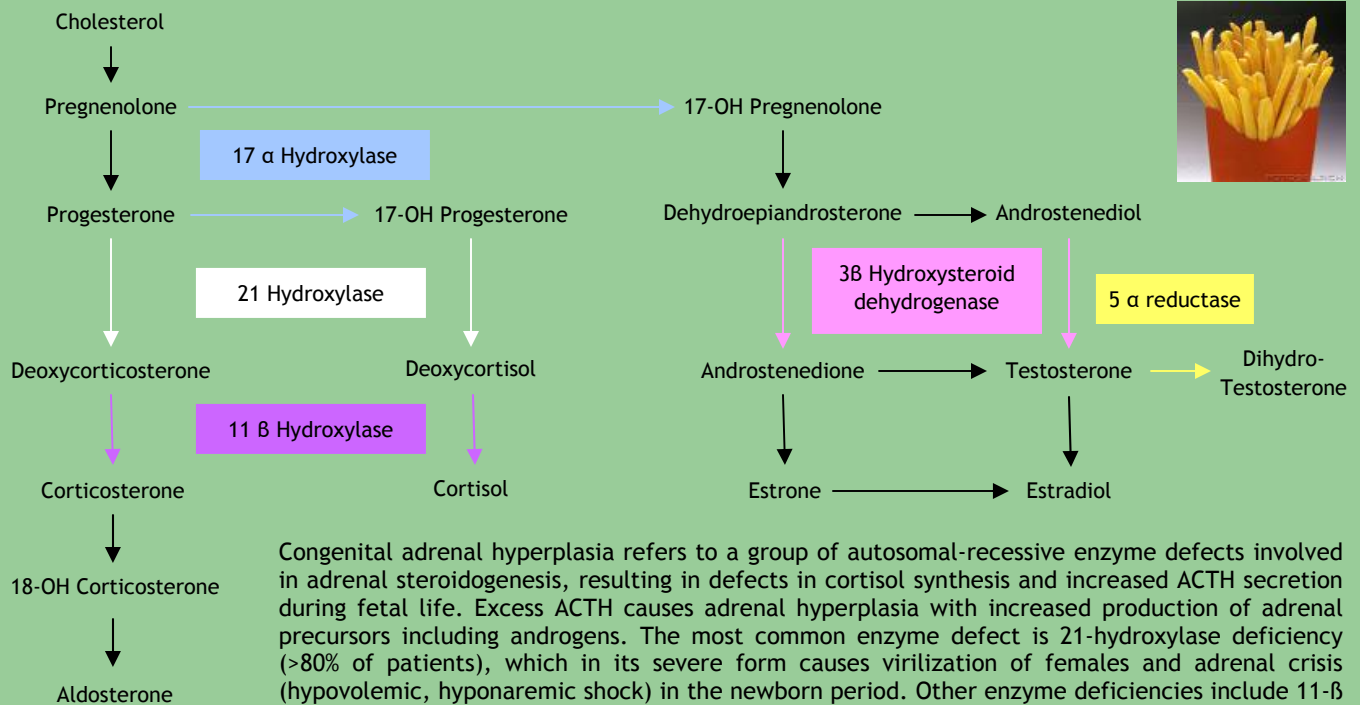 Cholesterol
Pregnenolone
17-OH Pregnenolone
17 α Hydroxylase
Progesterone
17-OH Progesterone
Dehydroepiandrosterone
Androstenediol
21 Hydroxylase
3ß Hydroxysteroid
dehydrogenase
5 α reductase
Deoxycorticosterone
Deoxycortisol
Androstenedione
Testosterone
Dihydro-
Testosterone
11 ß Hydroxylase
Corticosterone
Cortisol
Estrone
Estradiol
18-OH Corticosterone
Aldosterone
Congenital adrenal hyperplasia refers to a group of autosomal-recessive enzyme defects involved
in adrenal steroidogenesis, resulting in defects in cortisol synthesis and increased ACTH secretion
during fetal life. Excess ACTH causes adrenal hyperplasia with increased production of adrenal
precursors including androgens. The most common enzyme defect is 21-hydroxylase deficiency
(>80% of patients), which in its severe form causes virilization of females and adrenal crisis
(hypovolemic, hyponaremic shock) in the newborn period. Other enzyme deficiencies include 11-ß